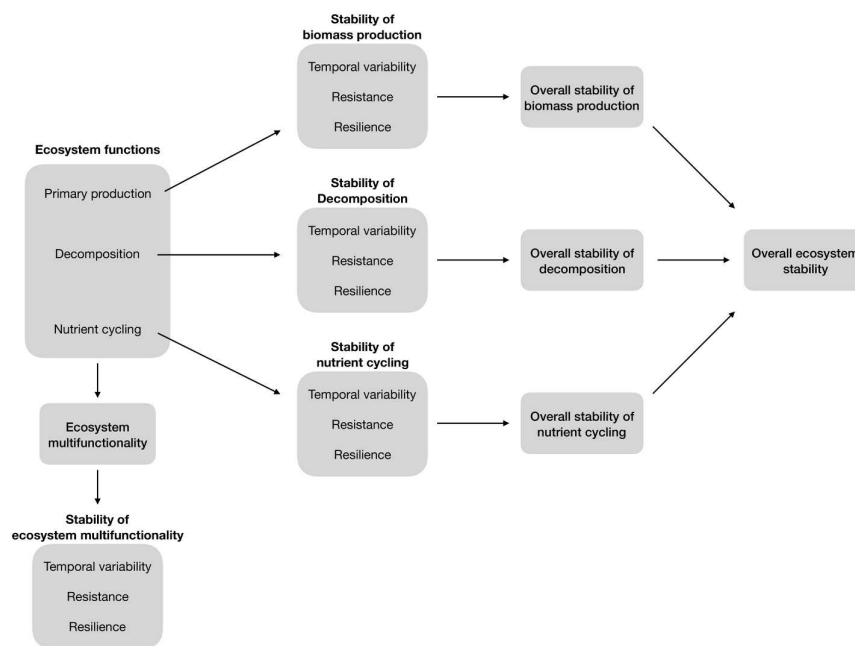 Stability of
biomass production
Temporal variability
Resistance
Resilience
Overall stability of
biomass production
Ecosystem functions
Primary production
Decomposition
Nutrient cycling
Stability of
Decomposition
Temporal variability
Resistance
Resilience
Overall stability of
decomposition
Overall ecosystem
stability
Stability of
nutrient cycling
Temporal variability
Resistance
Resilience
Overall stability of
nutrient cycling
Ecosystem
multifunctionality
Stability of
ecosystem multifunctionality
Temporal variability
Resistance
Resilience